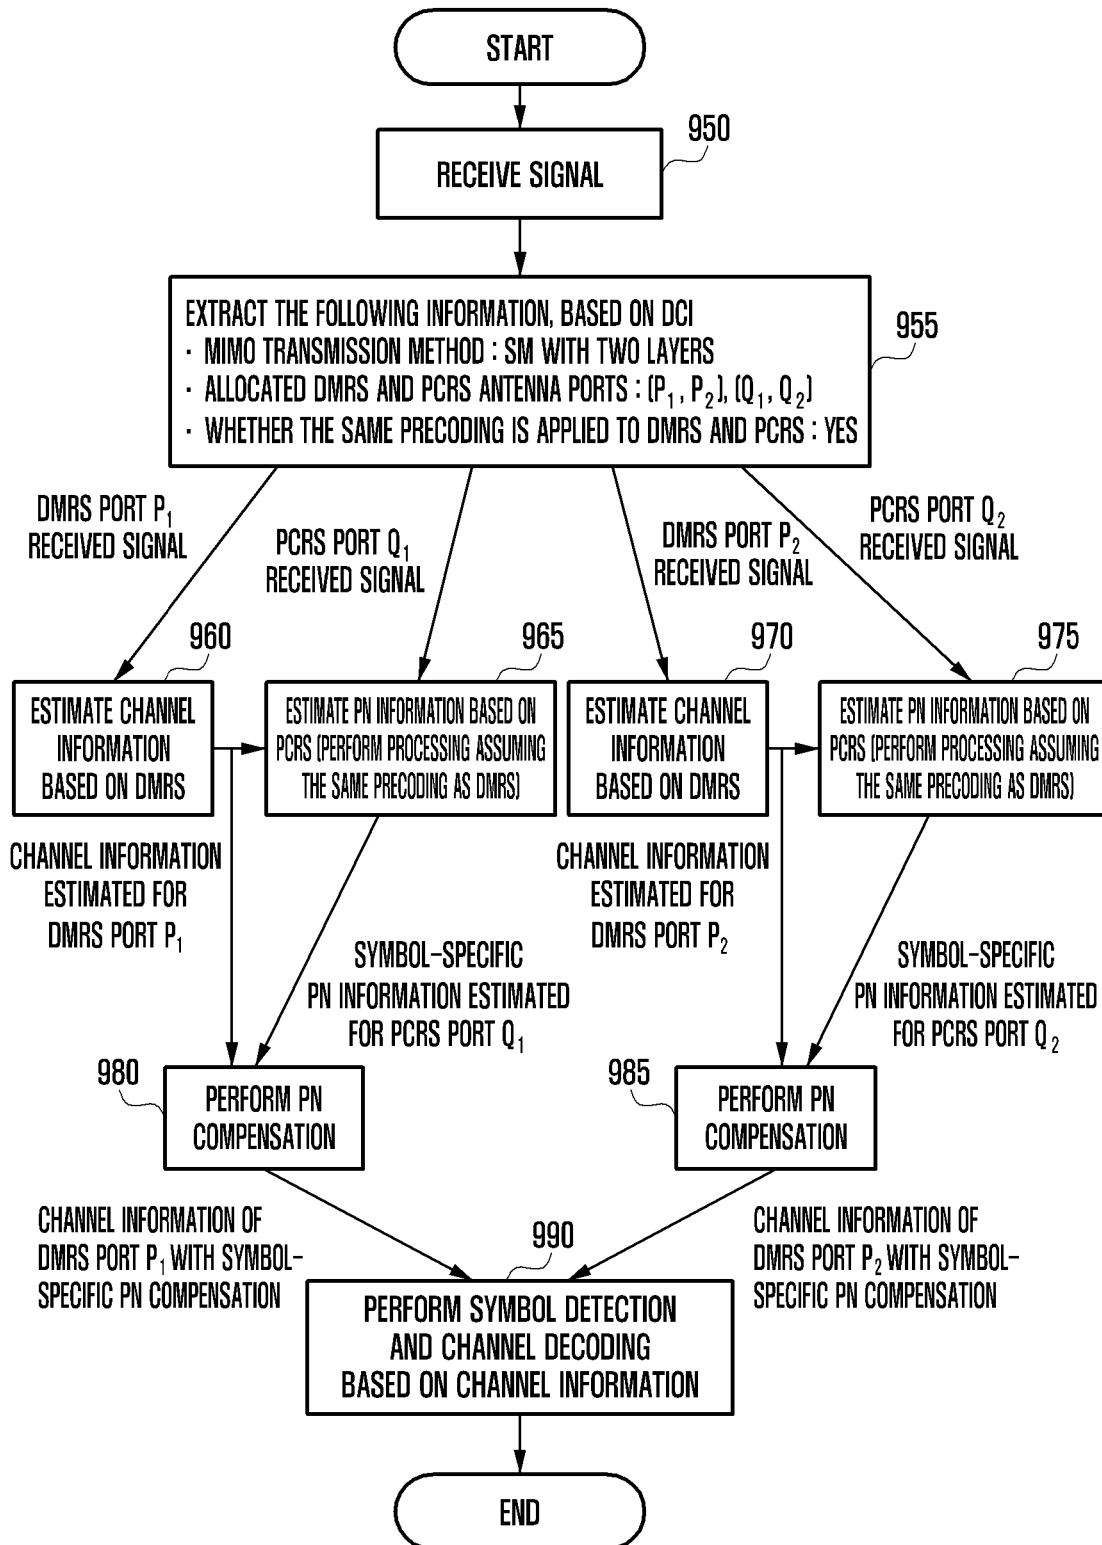 START
950
RECEIVE SIGNAL
EXTRACT THE FOLLOWING INFORMATION, BASED ON DCI
· MIMO TRANSMISSION METHOD : SM WITH TWO LAYERS
· ALLOCATED DMRS AND PCRS ANTENNA PORTS : (P₁, P₂), (Q₁, Q₂)
· WHETHER THE SAME PRECODING IS APPLIED TO DMRS AND PCRS : YES
955
DMRS PORT P₁
RECEIVED SIGNAL
PCRS PORT Q₁
RECEIVED SIGNAL
DMRS PORT P₂
RECEIVED SIGNAL
PCRS PORT Q₂
RECEIVED SIGNAL
960
ESTIMATE CHANNEL
INFORMATION
BASED ON DMRS
965
ESTIMATE PN INFORMATION BASED ON
PCRS (PERFORM PROCESSING ASSUMING
THE SAME PRECODING AS DMRS)
970
ESTIMATE CHANNEL
INFORMATION
BASED ON DMRS
975
ESTIMATE PN INFORMATION BASED ON
PCRS (PERFORM PROCESSING ASSUMING
THE SAME PRECODING AS DMRS)
CHANNEL INFORMATION
ESTIMATED FOR
DMRS PORT P₁
SYMBOL-SPECIFIC
PN INFORMATION ESTIMATED
FOR PCRS PORT Q₁
CHANNEL INFORMATION
ESTIMATED FOR
DMRS PORT P₂
SYMBOL-SPECIFIC
PN INFORMATION ESTIMATED
FOR PCRS PORT Q₂
980
PERFORM PN
COMPENSATION
985
PERFORM PN
COMPENSATION
CHANNEL INFORMATION OF
DMRS PORT P₁ WITH SYMBOL-
SPECIFIC PN COMPENSATION
CHANNEL INFORMATION OF
DMRS PORT P₂ WITH SYMBOL-
SPECIFIC PN COMPENSATION
990
PERFORM SYMBOL DETECTION
AND CHANNEL DECODING
BASED ON CHANNEL INFORMATION
END